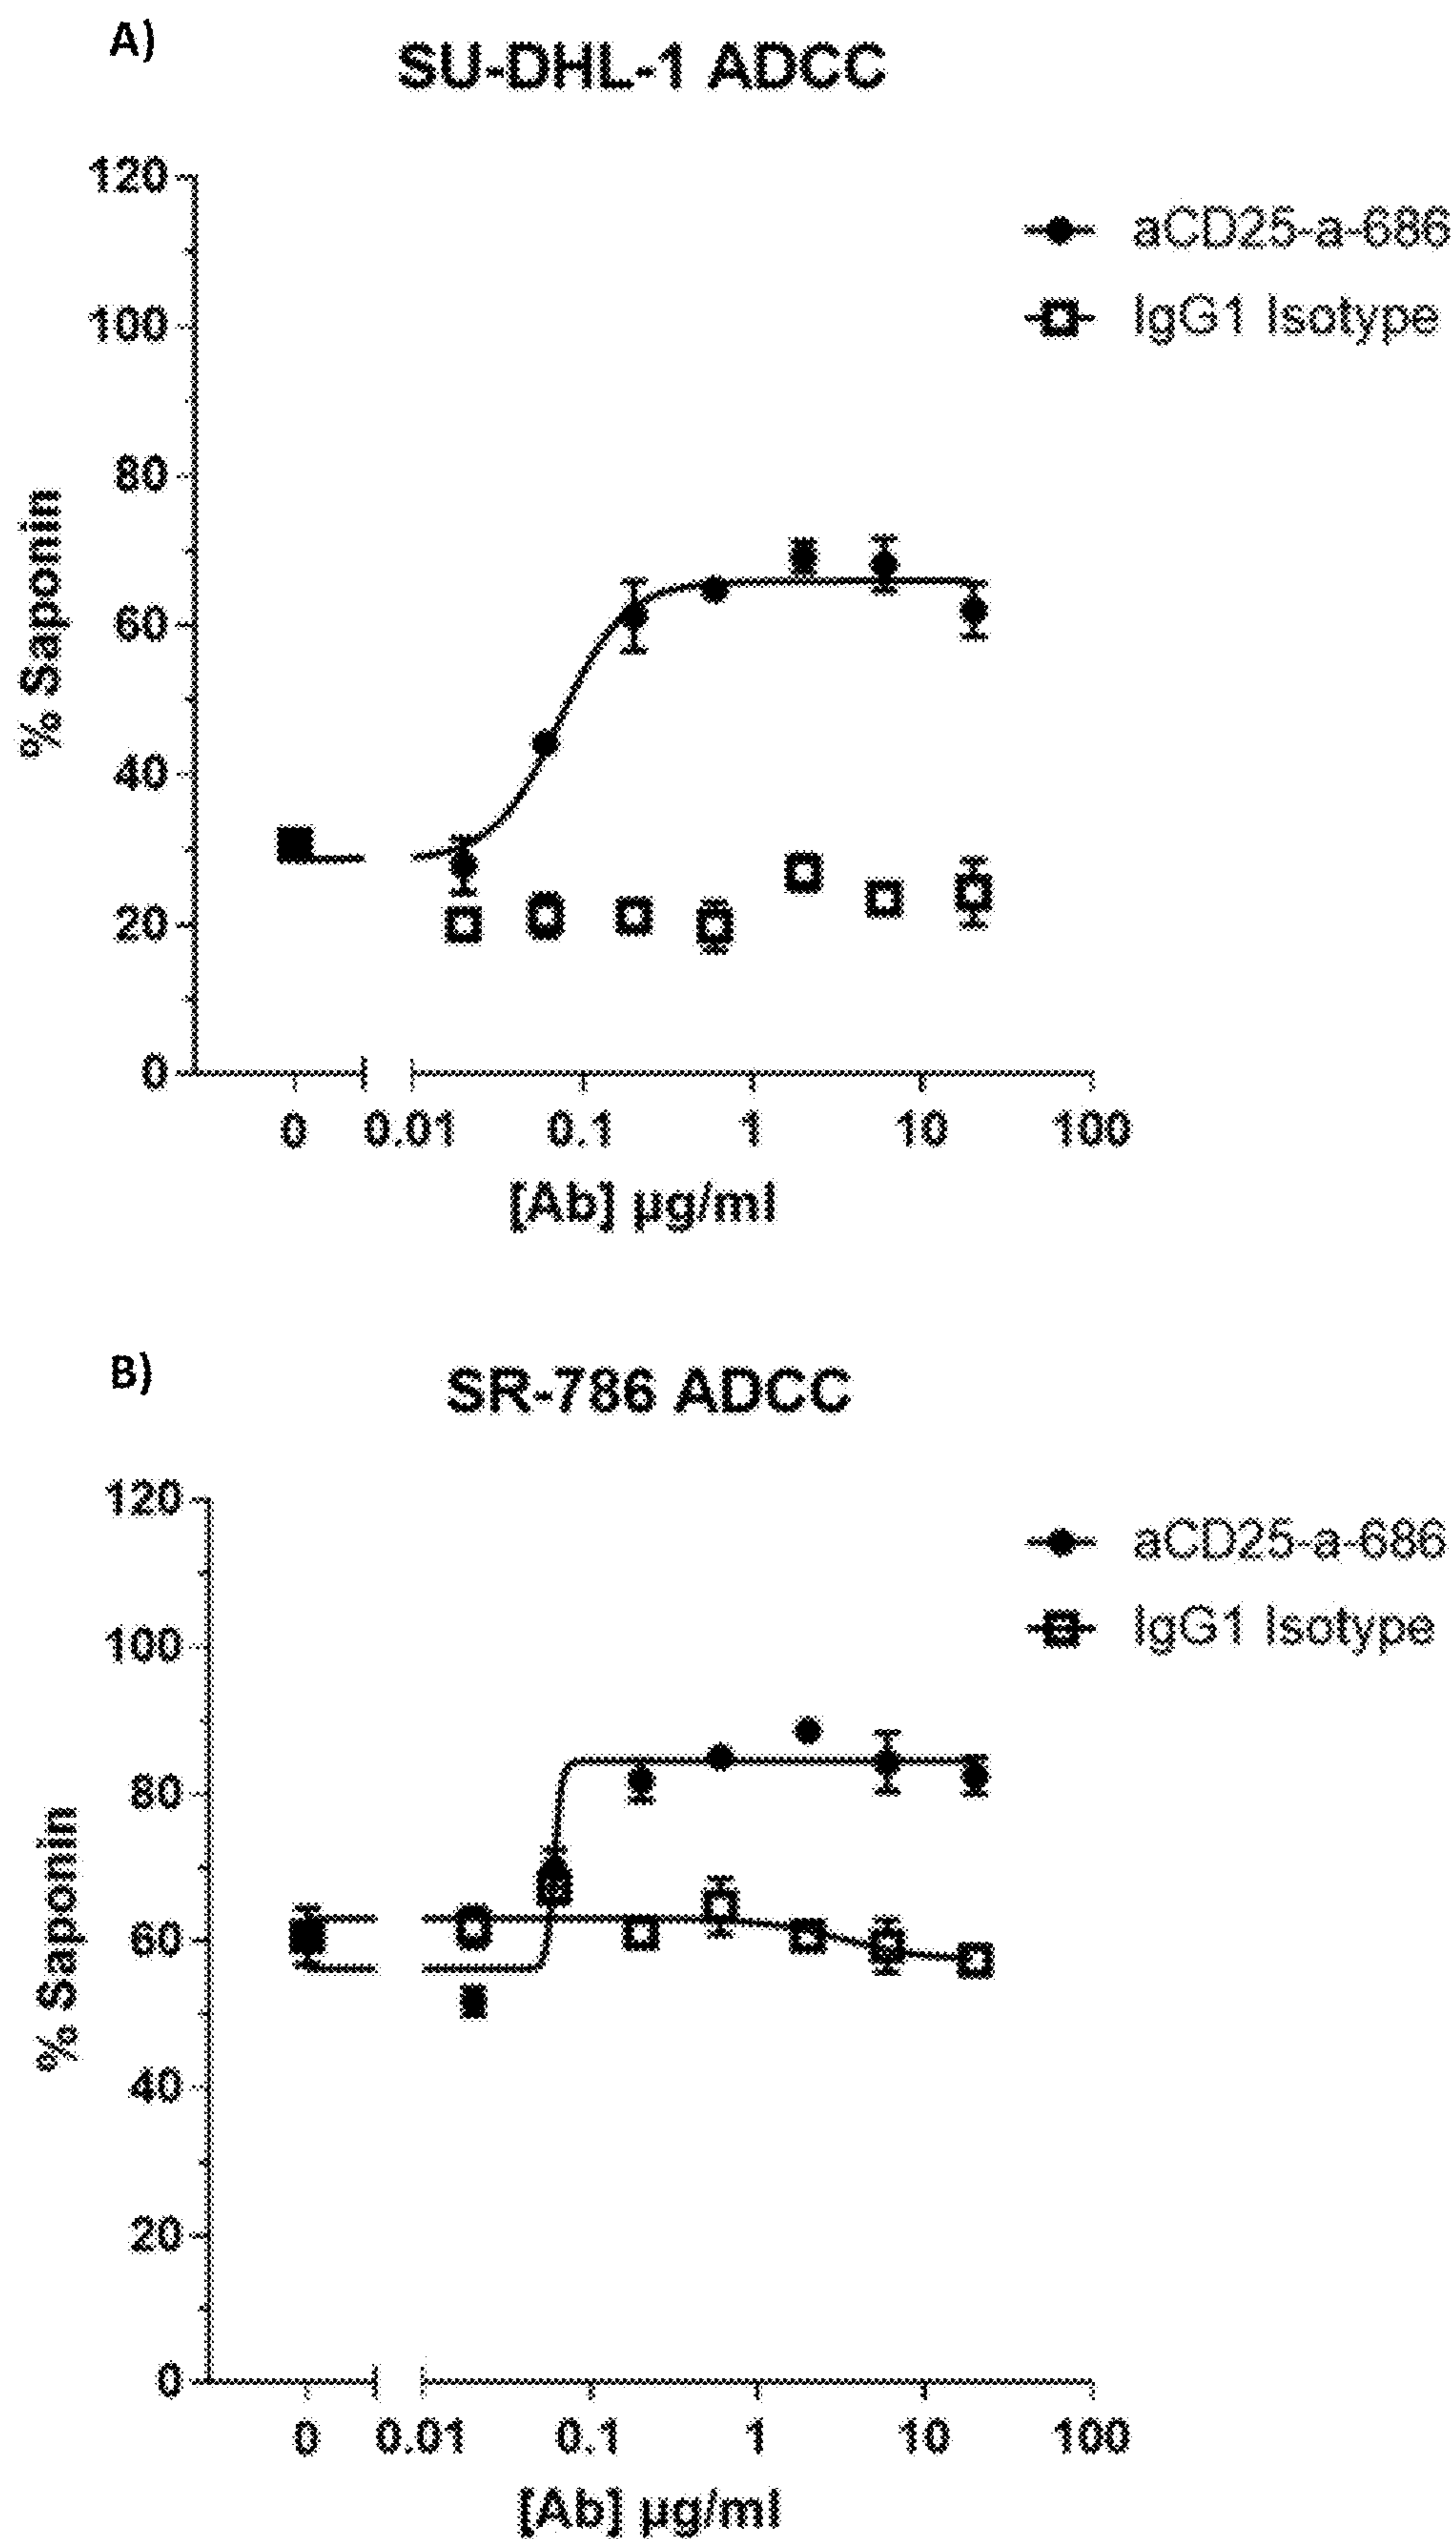 A)
SU-DHL-1 ADCC
120
100
80
60
40
20
0
% Saponin
aCD25-a-686
IgG1 Isotype
0 0.01 0.1 1 10 100
[Ab] µg/ml
B)
SR-786 ADCC
120
100
80
60
40
20
0
% Saponin
aCD25-a-686
IgG1 Isotype
0 0.01 0.1 1 10 100
[Ab] µg/ml